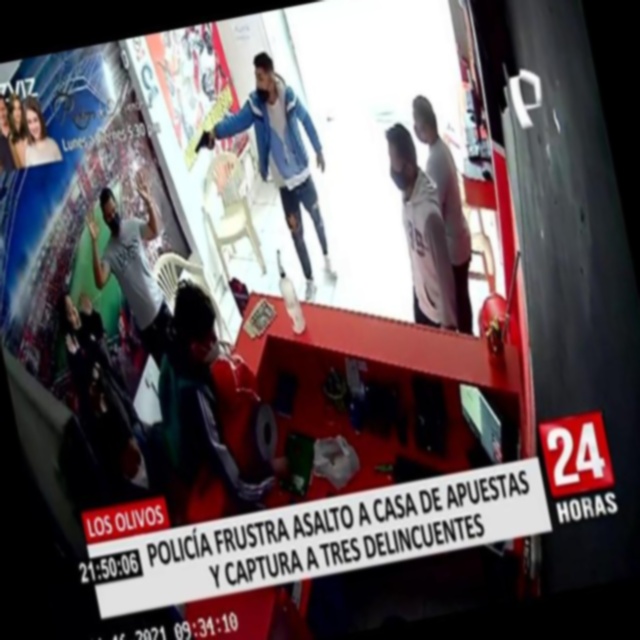 LOS OLIVOS
21:50:06
POLICÍA FRUSTRA ASALTO A CASA DE APUESTAS
Y CAPTURA A TRES DELINCUENTES
24
HORAS
2021 09:34:10